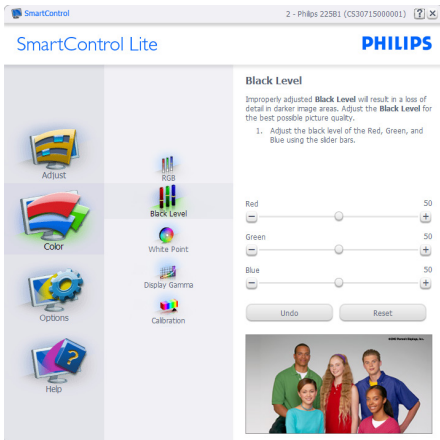 SmartControl
2 - Philips 225B1 (CS30715000001)
SmartControl Lite
PHILIPS
Adjust
Color
Options
Help
RGB
Black Level
White Point
Display Gamma
Calibration
Black Level
Improperly adjusted Black Level will result in a loss of
detail in darker image areas. Adjust the Black Level for
the best possible picture quality.
1. Adjust the black level of the Red, Green, and
Blue using the slider bars.
Red 50
Green 50
Blue 50
Undo
Reset